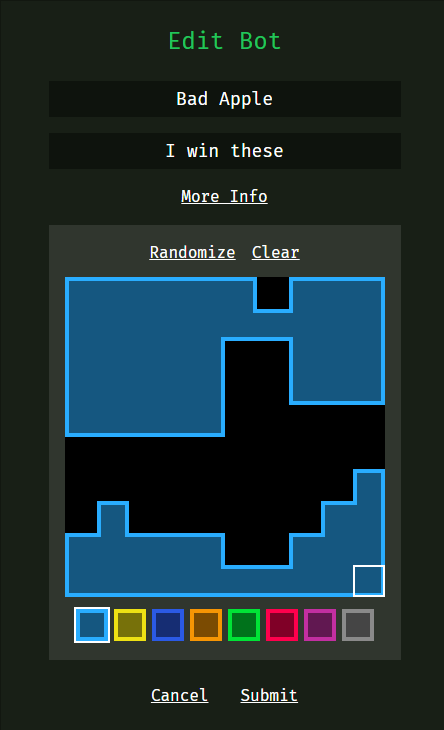 Edit Bot
Bad Apple
I win these
More Info
Randomize Clear
Cancel Submit